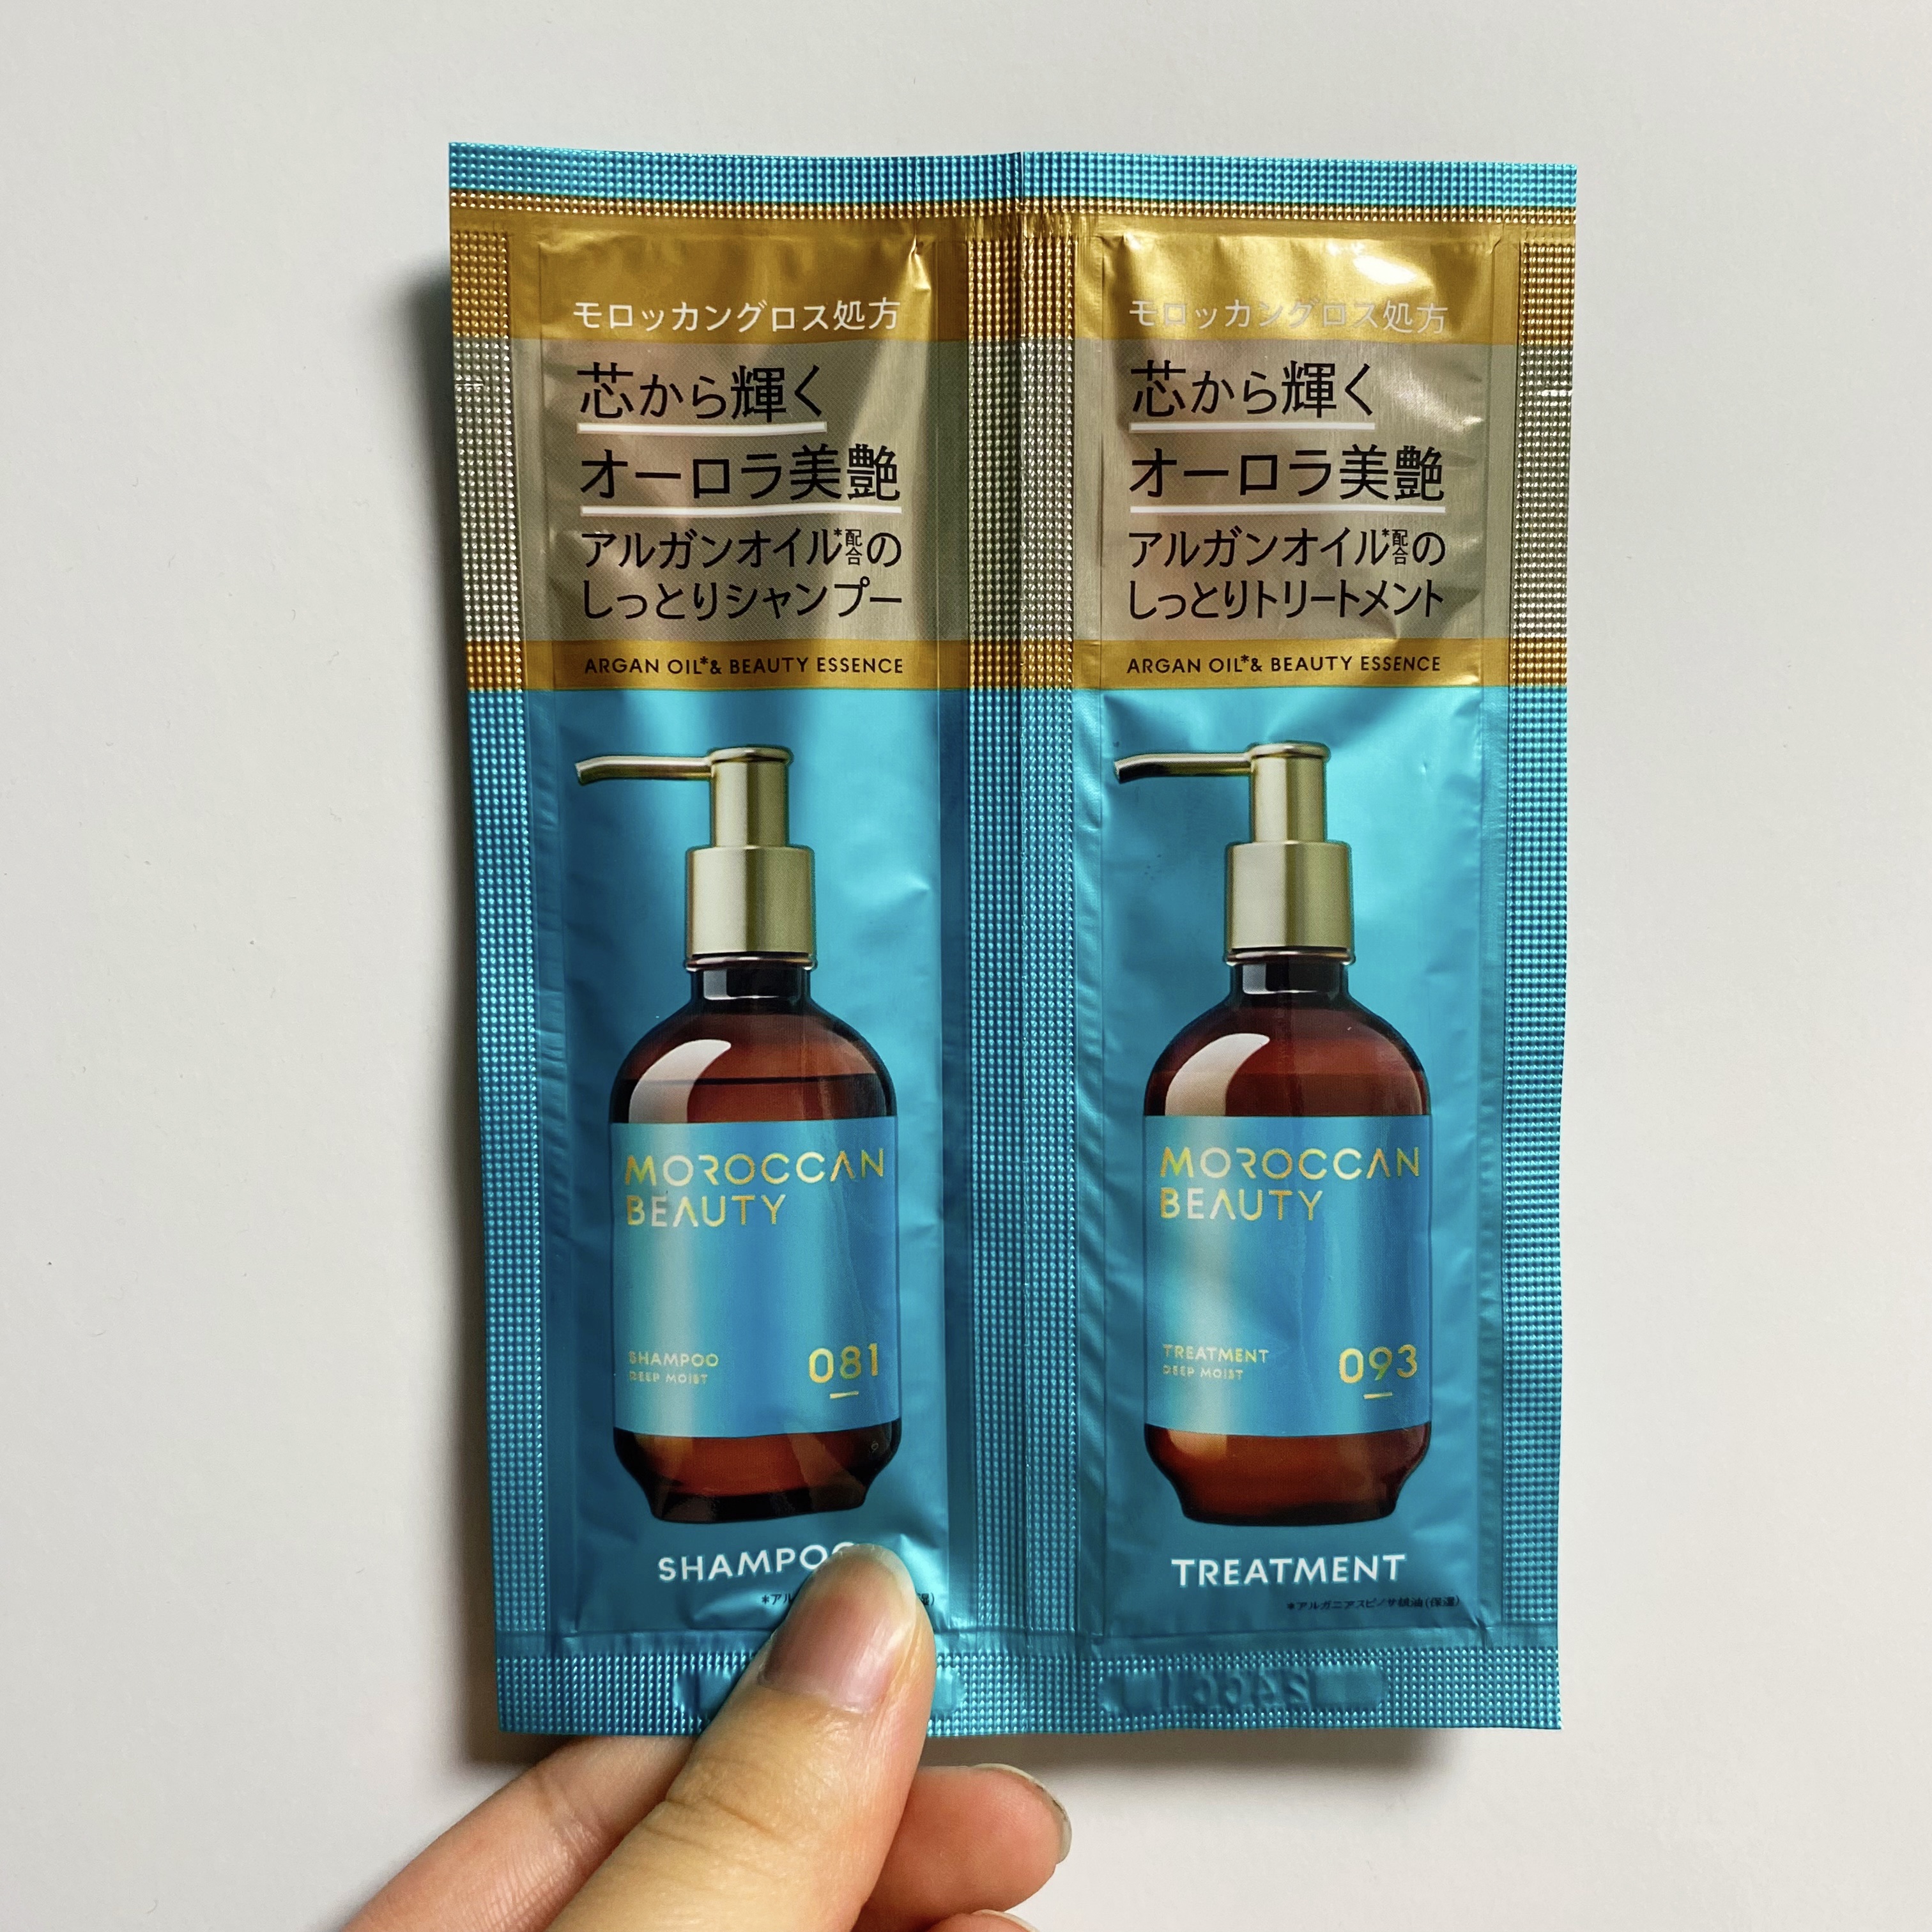 モロッカングロス処方
芯から輝く
オーロラ美艶
アルガンオイル*配合の
しっとりシャンプー
ARGAN OIL*& BEAUTY ESSENCE
MOROCCAN
BEAUTY
SHAMPOO
DEEP MOIST
081
モロッカングロス処方
芯から輝く
オーロラ美艶
アルガンオイル*配合の
しっとりトリートメント
ARGAN OIL*& BEAUTY ESSENCE
MOROCCAN
BEAUTY
TREATMENT
DEEP MOIST
093
TREATMENT
*アルガニアスピノサ核油(保湿)